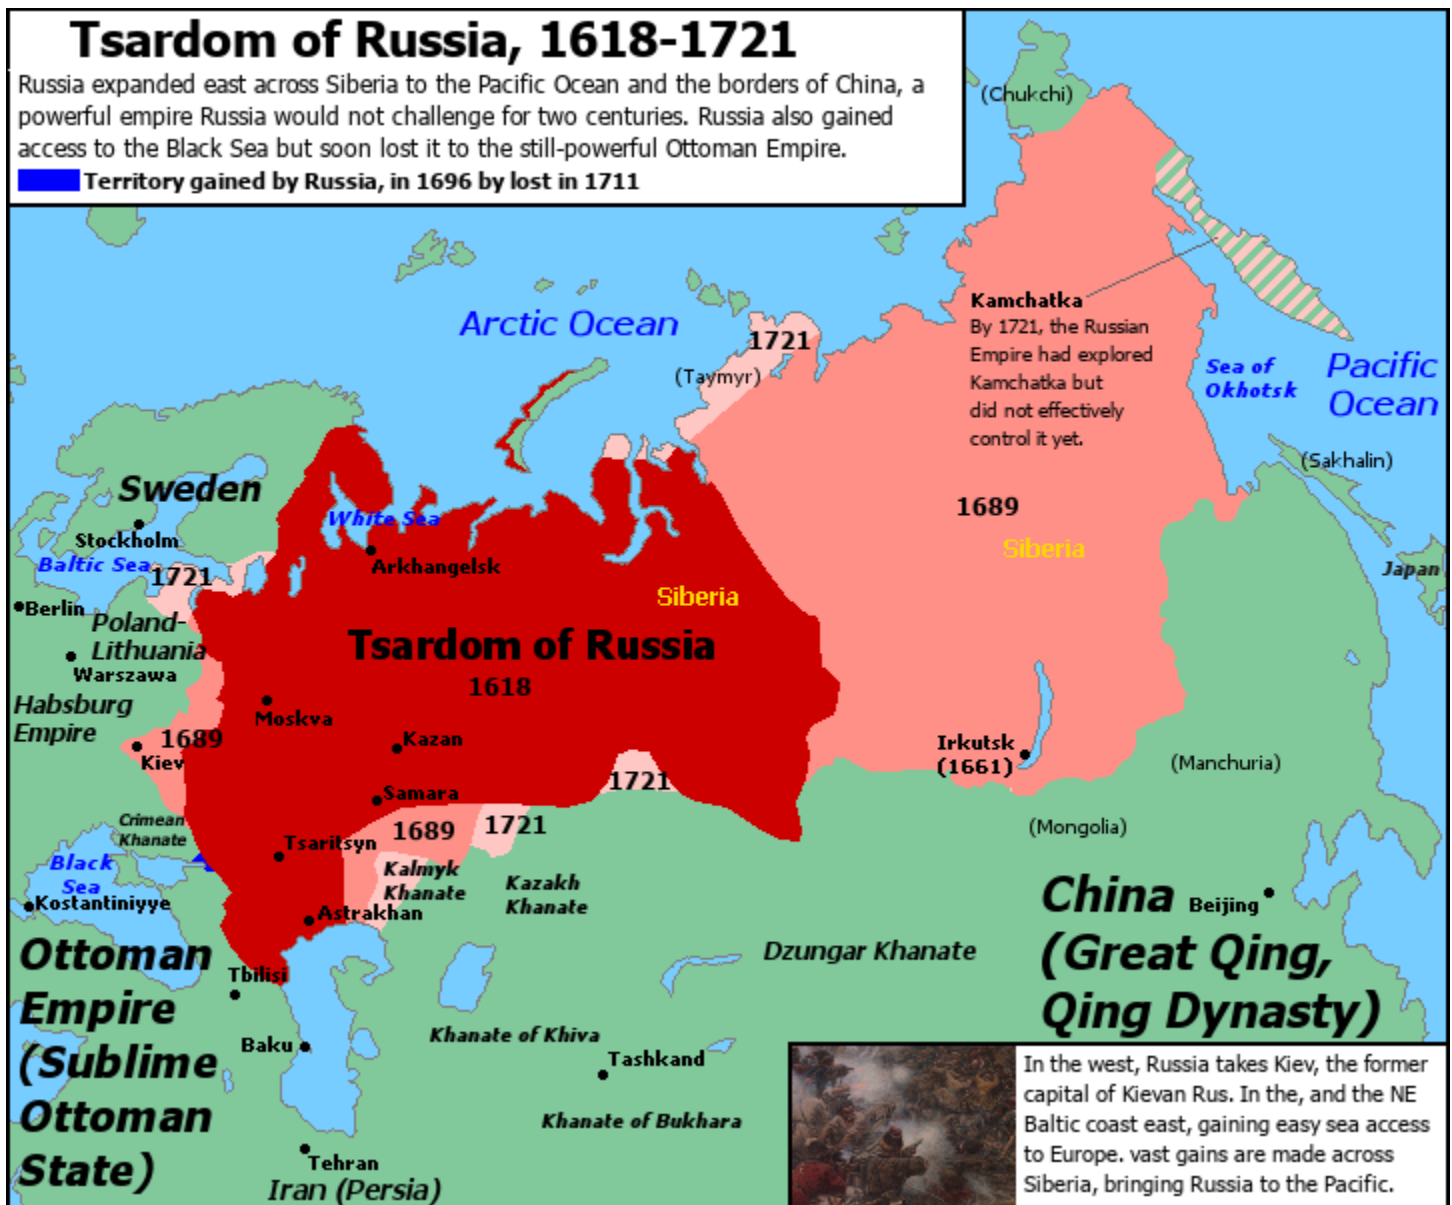 Tsardom of Russia, 1618-1721
Russia expanded east across Siberia to the Pacific Ocean and the borders of China, a
powerful empire Russia would not challenge for two centuries. Russia also gained
access to the Black Sea but soon lost it to the still-powerful Ottoman Empire.
Territory gained by Russia, in 1696 by lost in 1711
(Chukchi)
Kamchatka
By 1721, the Russian
Empire had explored
Kamchatka but
did not effectively
control it yet.
Arctic Ocean
1721
(Taymyr)
Sea of
Okhotsk
Pacific
Ocean
(Sakhalin)
Sweden
Stockholm
Baltic Sea
1721
White Sea
Arkhangelsk
1689
Siberia
Siberia
Japan
Berlin
Poland-
Lithuania
Warszawa
Tsardom of Russia
1618
Habsburg
Empire
Moskva
1689
Kiev
Kazan
Irkutsk
(1661)
(Manchuria)
1721
Samara
Crimean
Khanate
1689
1721
(Mongolia)
Tsaritsyn
Black
Sea
Kalmyk
Khanate
Kazakh
Khanate
Kostantiniyye
Astrakhan
China
(Great Qing,
Qing Dynasty)
Beijing
Ottoman
Empire
(Sublime
Ottoman
State)
Tbilisi
Dzungar Khanate
Baku
Khanate of Khiva
Tashkand
Khanate of Bukhara
Tehran
Iran (Persia)
In the west, Russia takes Kiev, the former
capital of Kievan Rus. In the, and the NE
Baltic coast east, gaining easy sea access
to Europe. vast gains are made across
Siberia, bringing Russia to the Pacific.